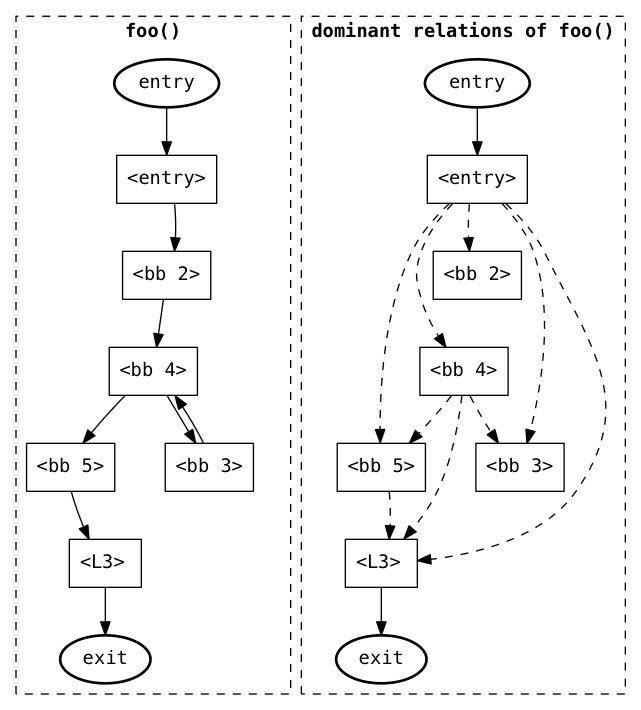 foo()
entry
<entry>
<bb 2>
<bb 4>
<bb 5>
<bb 3>
<L3>
exit
dominant relations of foo()
entry
<entry>
<bb 2>
<bb 4>
<bb 5>
<bb 3>
<L3>
exit